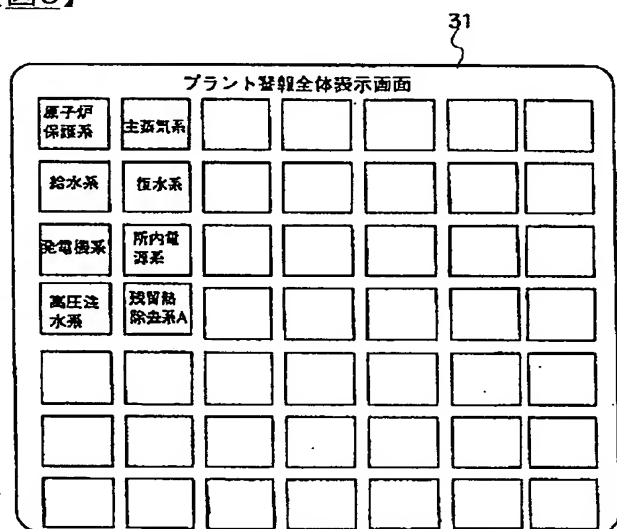 31
プラント警報全体表示画面
原子炉
保護系
主蒸気系
給水系
復水系
発電機系
所内電
源系
高圧注
水系
残留熱
除去系A